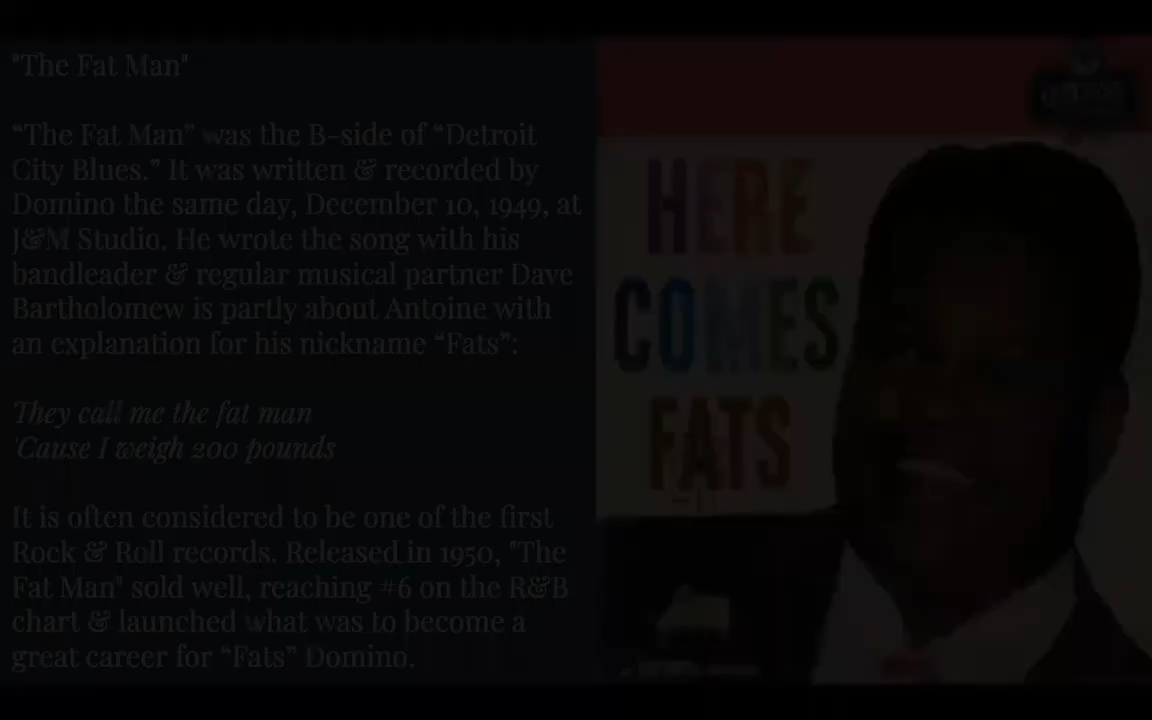 "The Fat Man"
“The Fat Man” was the B-side of “Detroit
City Blues.” It was written & recorded by
Domino the same day, December 10, 1949, at
J&M Studio. He wrote the song with his
bandleader & regular musical partner Dave
Bartholomew is partly about Antoine with
an explanation for his nickname “Fats”:
They call me the fat man
'Cause I weigh 200 pounds
It is often considered to be one of the first
Rock & Roll records. Released in 1950, "The
Fat Man" sold well, reaching #6 on the R&B
chart & launched what was to become a
great career for “Fats” Domino.
HERE
COMES
FATS